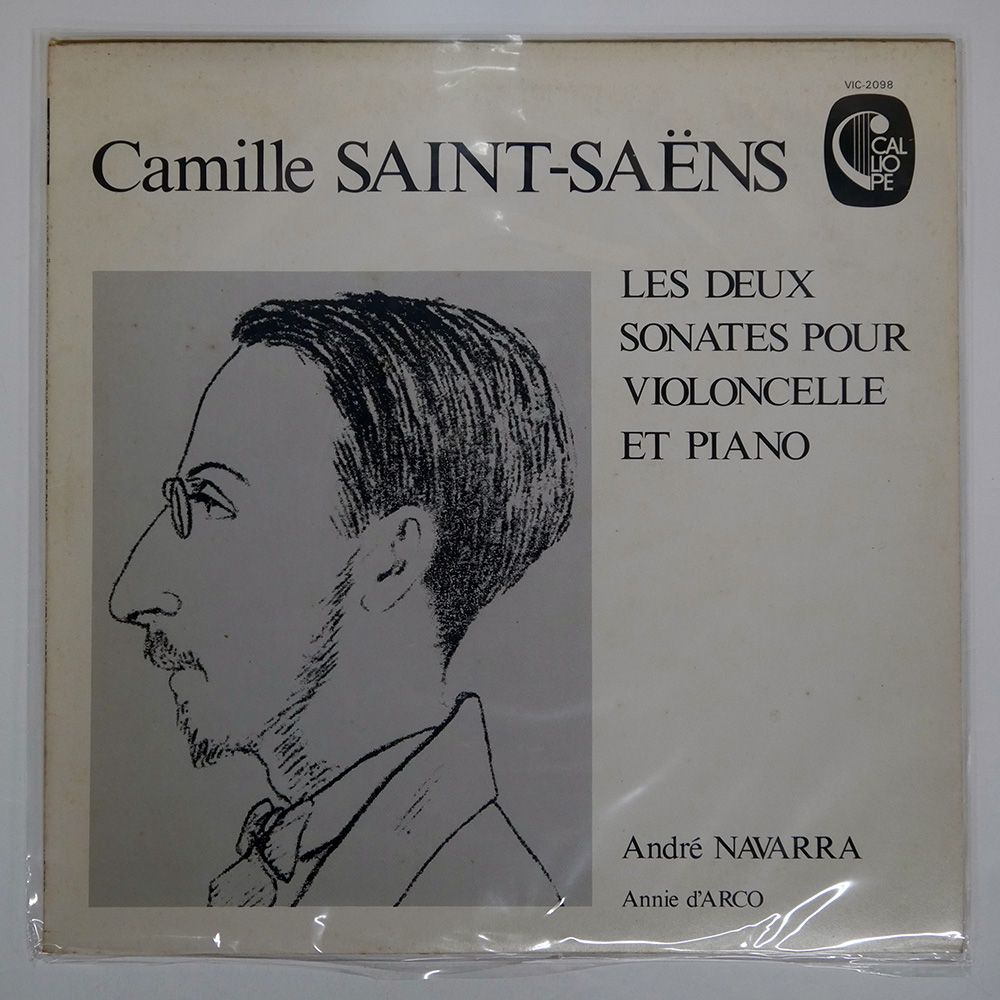 VIC-2098
Camille SAINT-SAËNS
CAL
LIO
PE
LES DEUX
SONATES POUR
VIOLONCELLE
ET PIANO
André NAVARRA
Annie d'ARCO